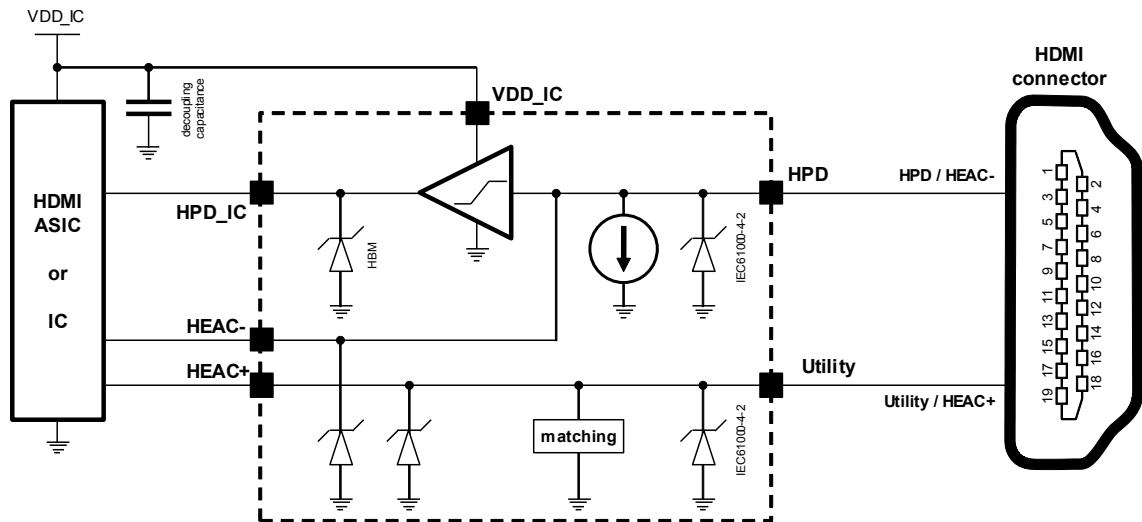 VDD_IC
HDMI
connector
decoupling
capacitance
VDD_IC
HDMI
ASIC
or
IC
HPD_IC
HBM
HPD
IEC61000-4-2
HPD / HEAC-
1
2
3
4
5
6
7
8
9
10
11
12
13
14
15
16
17
18
19
HEAC-
HEAC+
Utility
Utility / HEAC+
matching
IEC61000-4-2